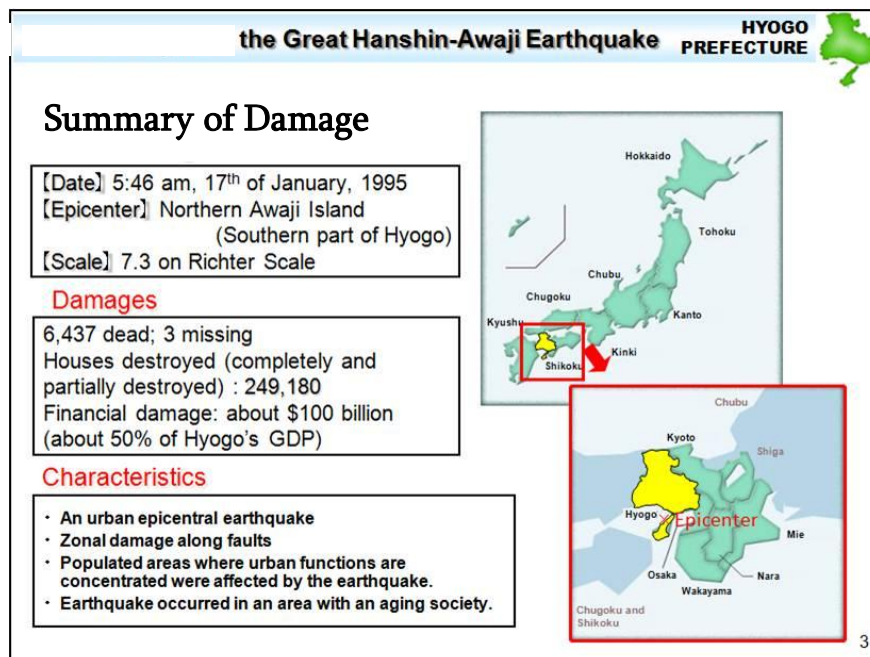 the Great Hanshin-Awaji Earthquake
HYOGO
PREFECTURE
Summary of Damage
【Date】 5:46 am, 17th of January, 1995
【Epicenter】 Northern Awaji Island
(Southern part of Hyogo)
【Scale】 7.3 on Richter Scale
Damages
6,437 dead; 3 missing
Houses destroyed (completely and
partially destroyed) : 249,180
Financial damage: about $100 billion
(about 50% of Hyogo's GDP)
Characteristics
・ An urban epicentral earthquake
・ Zonal damage along faults
・ Populated areas where urban functions are
concentrated were affected by the earthquake.
・ Earthquake occurred in an area with an aging society.
Hokkaido
Tohoku
Chubu
Chugoku
Kanto
Kyushu
Kinki
Shikoku
Chubu
Kyoto
Shiga
Hyogo
Epicenter
Mie
Osaka
Nara
Wakayama
Chugoku and
Shikoku
3